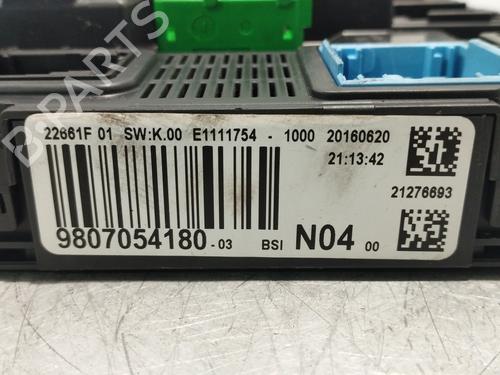 B-PARTS
22661F 01 SW:K.00 E1111754 - 1000 20160620
21:13:42
21276693
9807054180-03 BSI N04 00